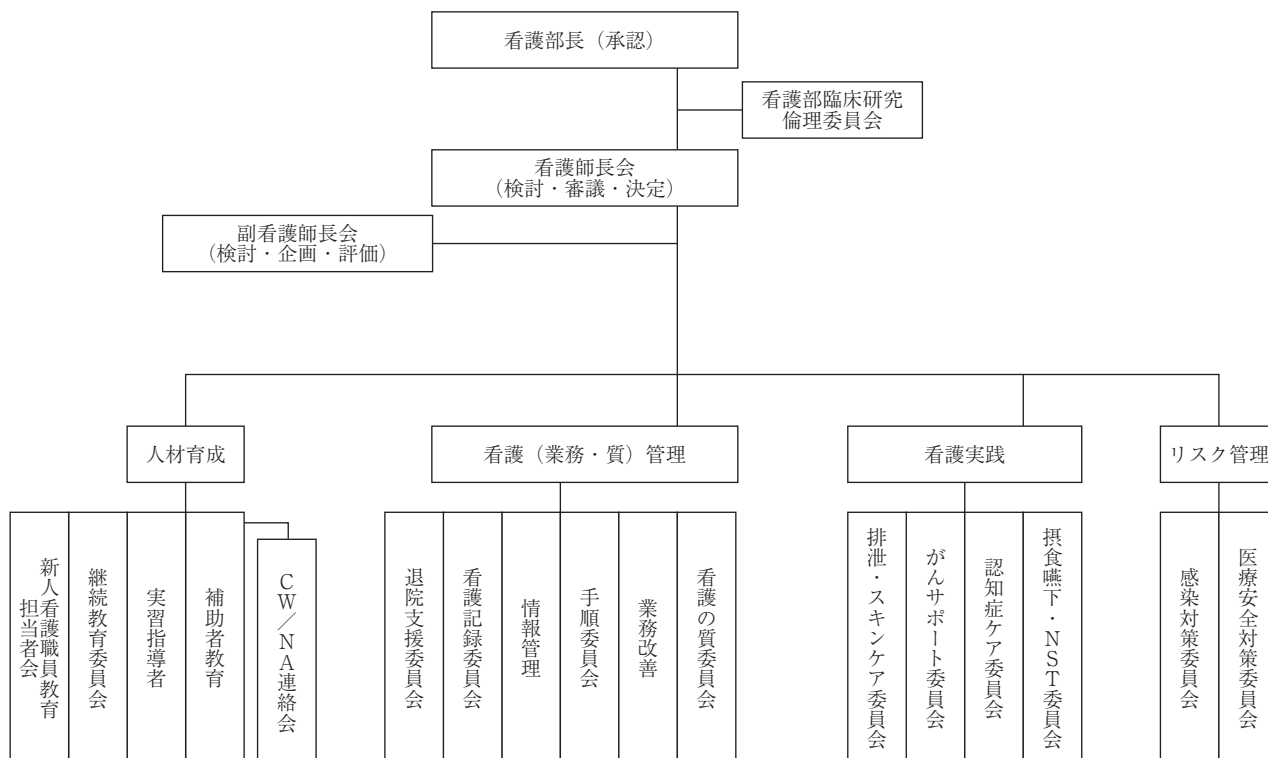 看護部長（承認）
看護部臨床研究
倫理委員会
看護師長会
（検討・審議・決定）
副看護師長会
（検討・企画・評価）
人材育成
看護（業務・質）管理
看護実践
リスク管理
新人看護職員教育
担当者会
継続教育委員会
実習指導者
補助者教育
CW／NA連絡会
退院支援委員会
看護記録委員会
情報管理
手順委員会
業務改善
看護の質委員会
排泄・スキンケア委員会
がんサポート委員会
認知症ケア委員会
摂食嚥下・NST委員会
感染対策委員会
医療安全対策委員会